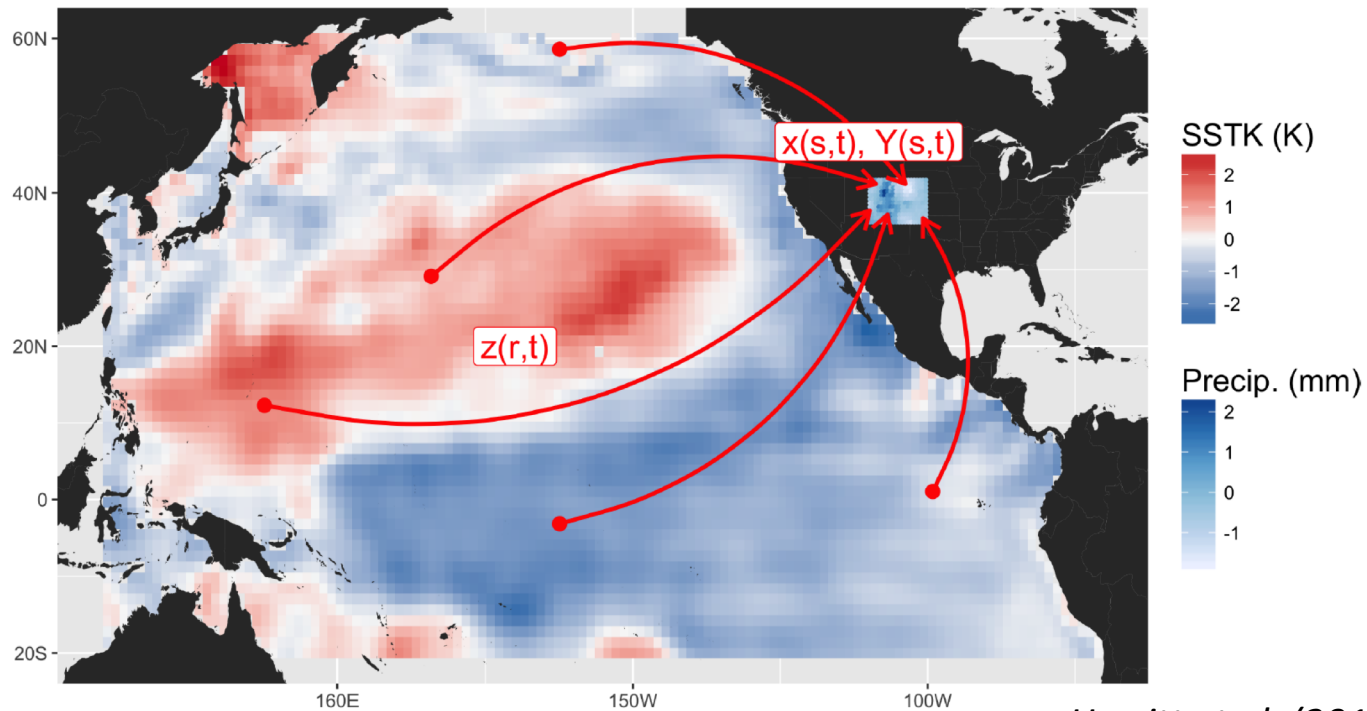 60N
40N
20N
0
20S
160E
150W
100W
x(s,t), Y(s,t)
z(r,t)
SSTK (K)
2
1
0
-1
-2
Precip. (mm)
2
1
0
-1